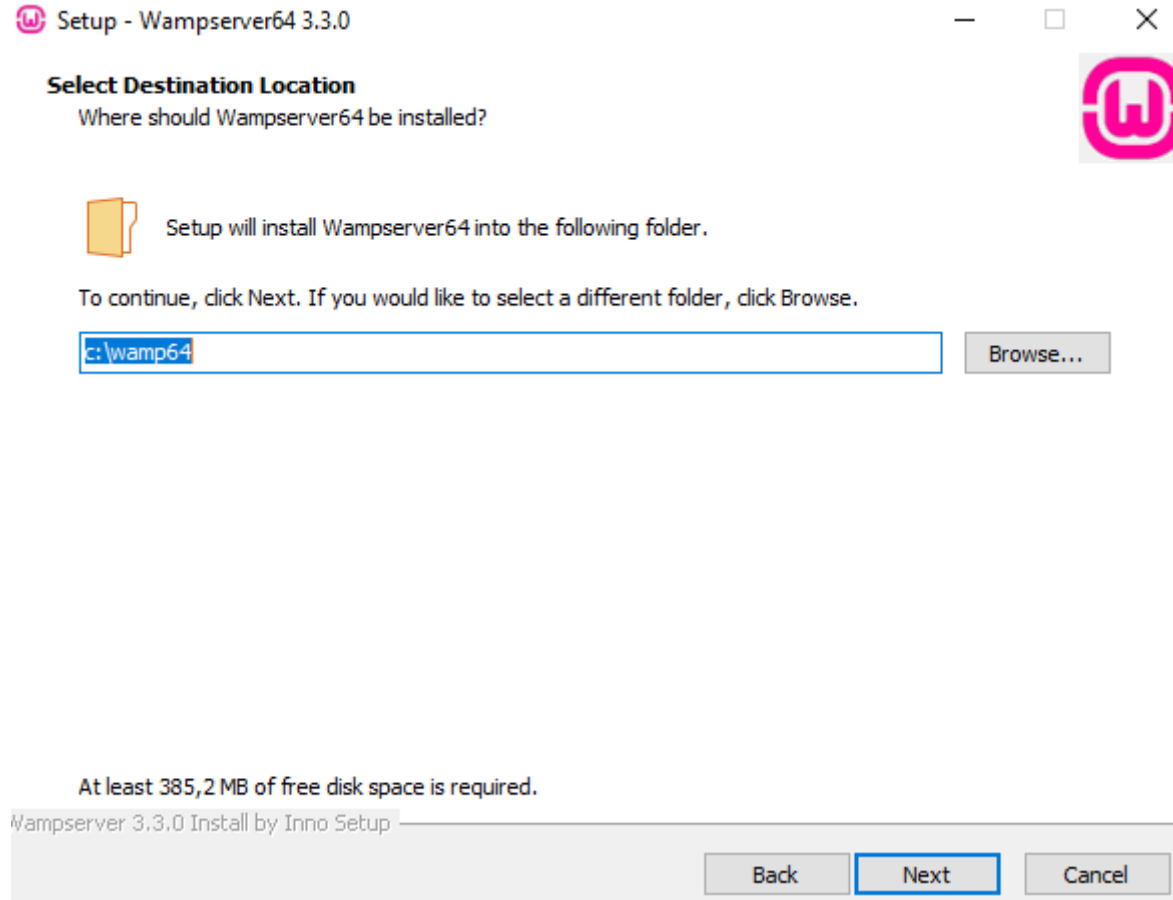 Setup - Wampserver64 3.3.0
Select Destination Location
Where should Wampserver64 be installed?
Setup will install Wampserver64 into the following folder.
To continue, click Next. If you would like to select a different folder, click Browse.
c:\wamp64
Browse...
At least 385,2 MB of free disk space is required.
Wampserver 3.3.0 Install by Inno Setup
Back Next Cancel